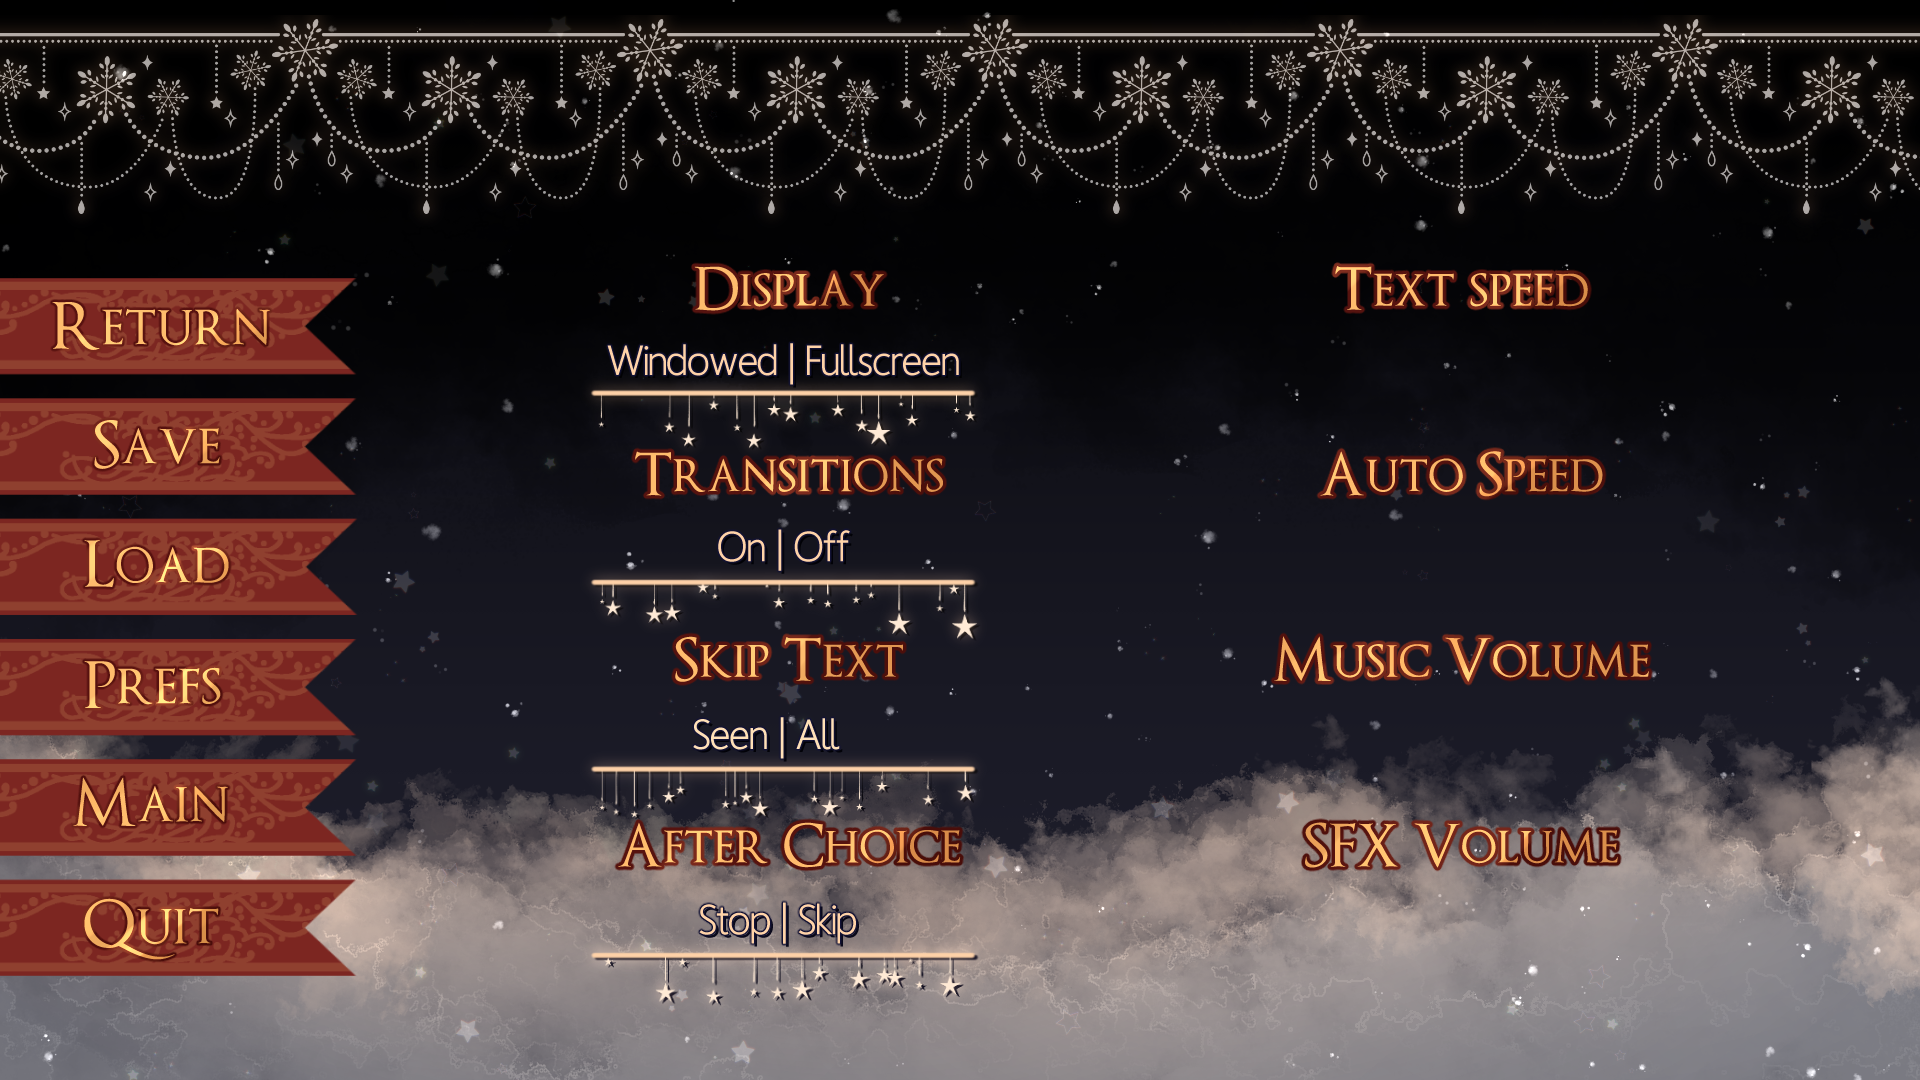 Return
Save
Load
Prefs
Main
Quit
Display
Windowed | Fullscreen
Transitions
On | Off
Skip Text
Seen | All
After Choice
Stop | Skip
Text speed
Auto Speed
Music Volume
SFX Volume